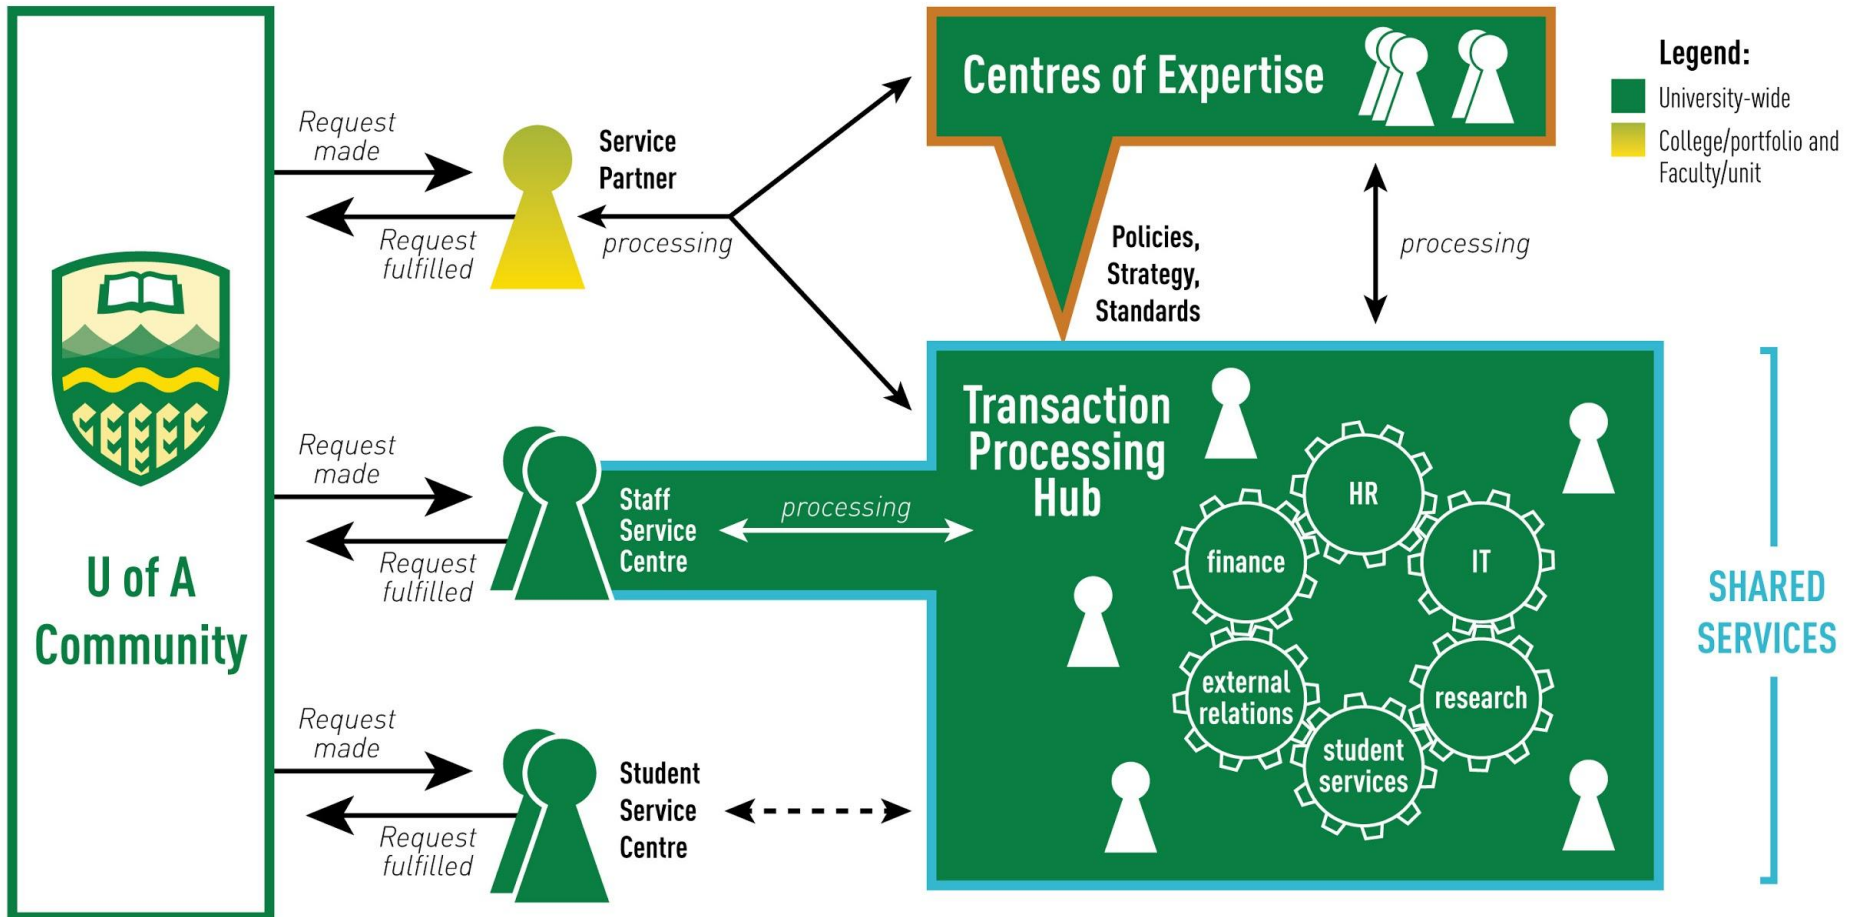 U of A
Community
Request
made
Request
fulfilled
Service
Partner
processing
Centres of Expertise
Policies,
Strategy,
Standards
processing
Legend:
University-wide
College/portfolio and
Faculty/unit
Request
made
Request
fulfilled
Staff
Service
Centre
processing
Transaction
Processing
Hub
HR
finance
IT
external
relations
research
student
services
SHARED
SERVICES
Request
made
Request
fulfilled
Student
Service
Centre